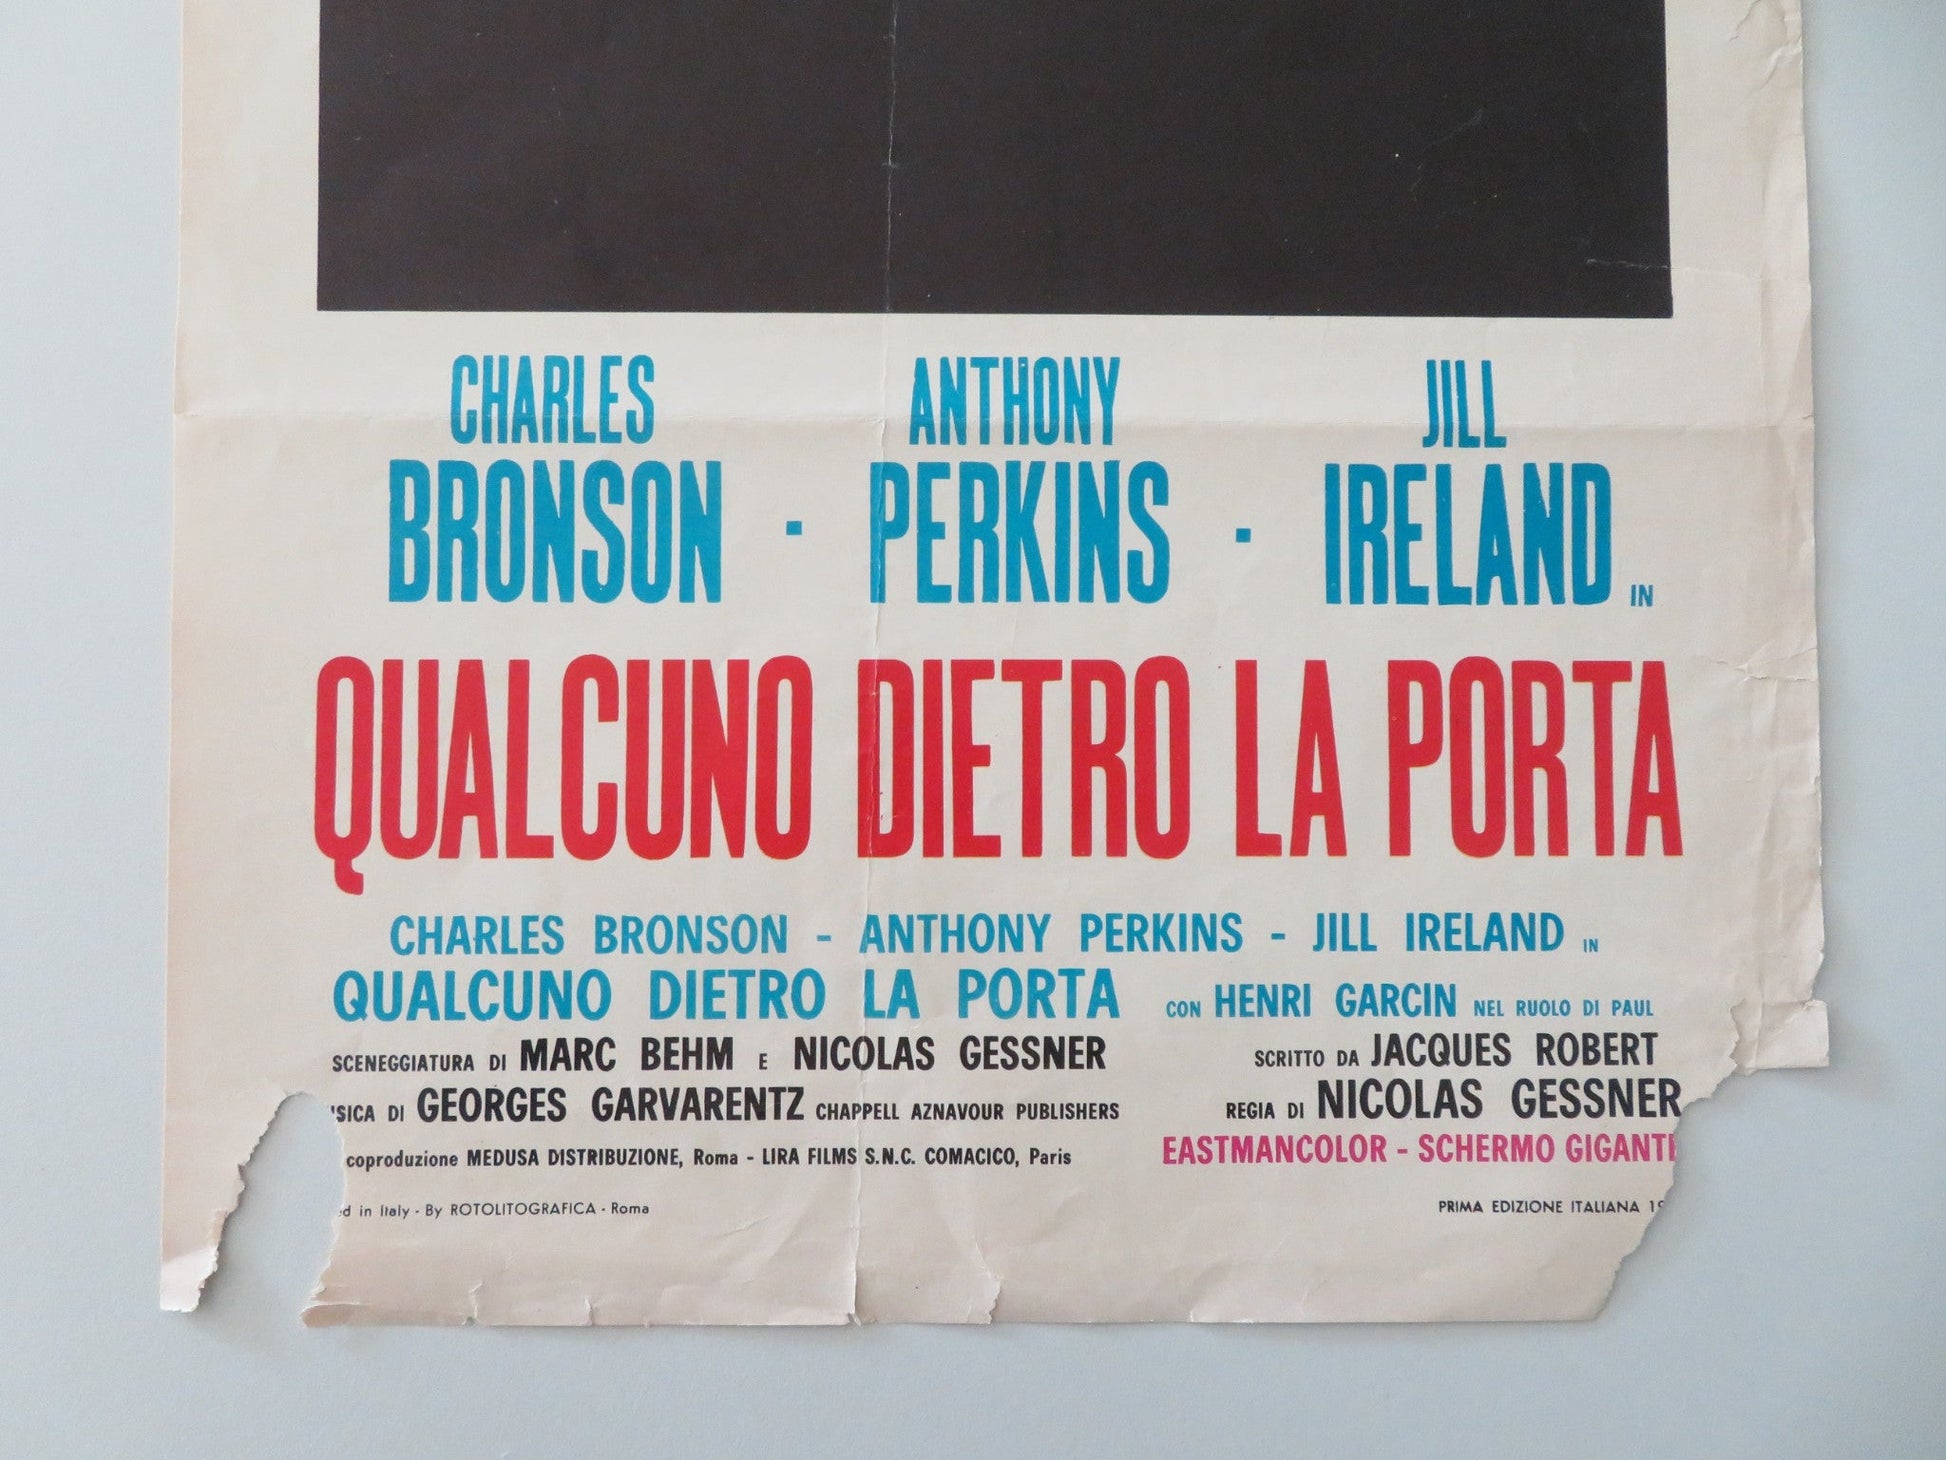 CHARLES BRONSON - ANTHONY PERKINS - JILL IRELAND IN
QUALCUNO DIETRO LA PORTA
CHARLES BRONSON - ANTHONY PERKINS - JILL IRELAND IN
QUALCUNO DIETRO LA PORTA CON HENRI GARCIN NEL RUOLO DI PAUL
SCENEGGIATURA DI MARC BEHM E NICOLAS GESSNER SCRITTO DA JACQUES ROBERT
DI GEORGES GARVARENTZ CHAPPELL AZNAVOUR PUBLISHERS REGIA DI NICOLAS GESSNER
coproduzione MEDUSA DISTRIBUZIONE, Roma - LIRA FILMS S.N.C. COMACICO, Paris EASTMANCOLOR - SCHERMO
in Italy - By ROTOLITOGRAFICA - Roma PRIMA EDIZIONE ITALIANA